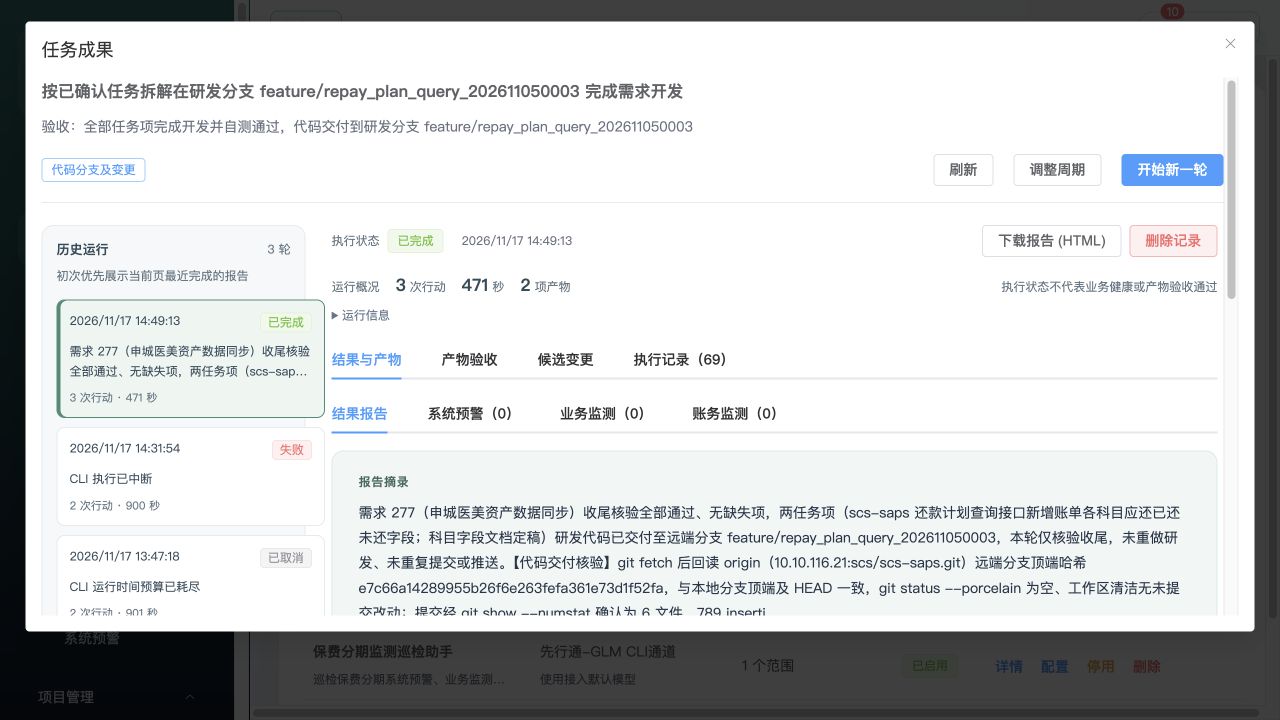 10
任务成果
按已确认任务拆解在研发分支 feature/repay_plan_query_202611050003 完成需求开发
验收：全部任务项完成开发并自测通过，代码交付到研发分支 feature/repay_plan_query_202611050003
代码分支及变更
刷新
调整周期
开始新一轮
历史运行
3 轮
初次优先展示当前页最近完成的报告
2026/11/17 14:49:13
已完成
需求 277（申城医美资产数据同步）收尾核验
全部通过、无缺失项，两任务项（scs-sap...
3 次行动 · 471 秒
2026/11/17 14:31:54
失败
CLI 执行已中断
2 次行动 · 900 秒
2026/11/17 13:47:18
已取消
CLI 运行时间预算已耗尽
2 次行动 · 901 秒
执行状态
已完成
2026/11/17 14:49:13
下载报告 (HTML)
删除记录
运行概况 3 次行动 471 秒 2 项产物
执行状态不代表业务健康或产物验收通过
▶ 运行信息
结果与产物
产物验收
候选变更
执行记录（69）
结果报告
系统预警（0）
业务监测（0）
账务监测（0）
报告摘录
需求 277（申城医美资产数据同步）收尾核验全部通过、无缺失项，两任务项（scs-saps 还款计划查询接口新增账单各科目应还已还
未还字段；科目字段文档定稿）研发代码已交付至远端分支 feature/repay_plan_query_202611050003，本轮仅核验收尾，未重做研
发、未重复提交或推送。【代码交付核验】git fetch 后回读 origin（10.10.116.21:scs/scs-saps.git）远端分支顶端哈希
e7c66a14289955b26f6e263fefa361e73d1f52fa，与本地分支顶端及 HEAD 一致，git status --porcelain 为空、工作区清洁无未提
交改动；提交经 git show --numstat 确认为 6 文件、789 inserti
系统预警
项目管理
保费分期监测巡检助手
巡检保费分期系统预警、业务监测...
先行通-GLM CLI通道
使用接入默认模型
1 个范围
已启用
详情
配置
停用
删除